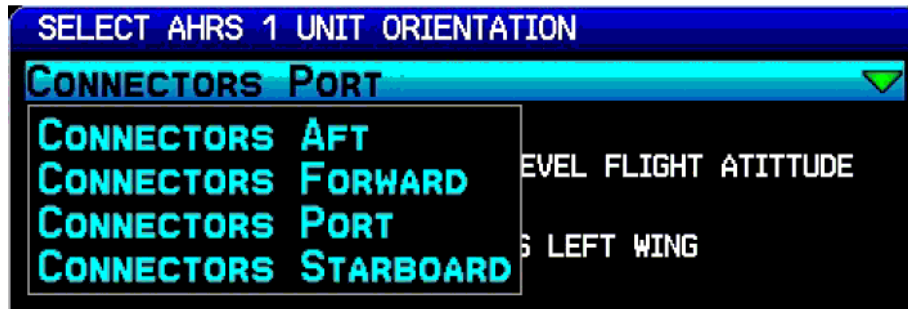 SELECT AHRS 1 UNIT ORIENTATION
CONNECTORS PORT
CONNECTORS AFT
CONNECTORS FORWARD
FLIGHT ATITTUDE
CONNECTORS PORT
CONNECTORS STARBOARD
LEFT WING